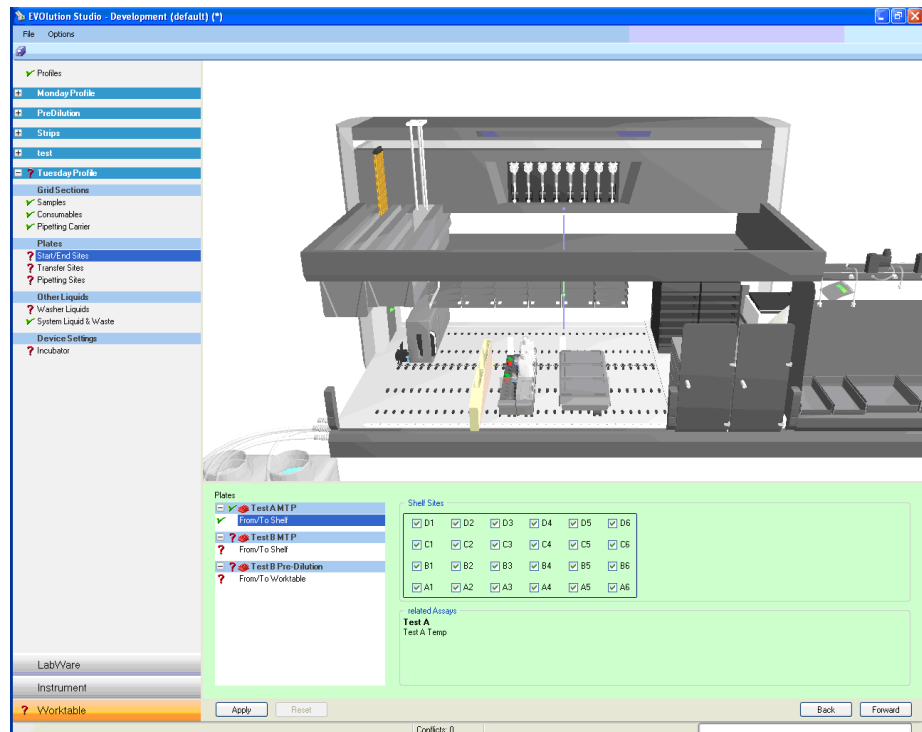 EVOlution Studio - Development (default) (*)
File Options
Profiles
Monday Profile
PreDilution
Strips
test
? Tuesday Profile
Grid Sections
Samples
Consumables
Pipetting Carrier
Plates
? Start/End Sites
? Transfer Sites
? Pipetting Sites
Other Liquids
? Washer Liquids
System Liquid & Waste
Device Settings
? Incubator
LabWare
Instrument
? Worktable
Plates
Test A MTP
From/To Shelf
? Test B MTP
? From/To Shelf
? Test B Pre-Dilution
? From/To Worktable
Shelf Sites
D1 D2 D3 D4 D5 D6
C1 C2 C3 C4 C5 C6
B1 B2 B3 B4 B5 B6
A1 A2 A3 A4 A5 A6
related Assays
Test A
Test A Temp
Apply Reset Back Forward
Conflicts: 0